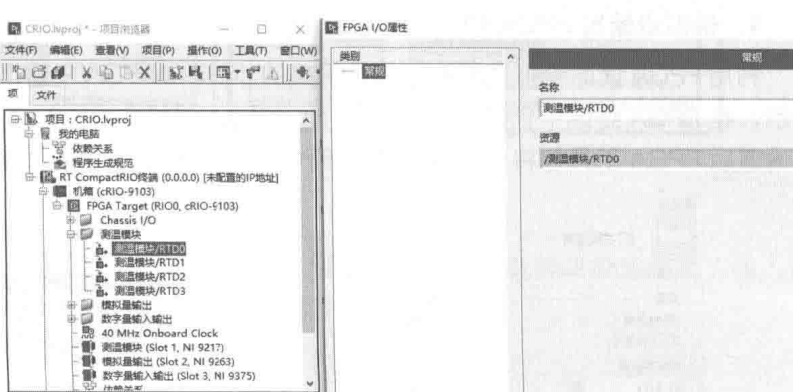 CRIO.lvproj * - 项目浏览器
文件(F) 编辑(E) 查看(V) 项目(P) 操作(O) 工具(T) 窗口(W)
项 文件
项目：CRIO.lvproj
我的电脑
依赖关系
程序生成规范
RT CompactRIO终端 (0.0.0.0) [未配置的IP地址]
机箱 (cRIO-9103)
FPGA Target (RIO0, cRIO-9103)
Chassis I/O
测温模块
测温模块/RTD0
测温模块/RTD1
测温模块/RTD2
测温模块/RTD3
模拟量输出
数字量输入输出
40 MHz Onboard Clock
测温模块 (Slot 1, NI 9217)
模拟量输出 (Slot 2, NI 9263)
数字量输入输出 (Slot 3, NI 9375)
依赖关系
FPGA I/O属性
类别
常规
常规
名称
测温模块/RTD0
资源
/测温模块/RTD0